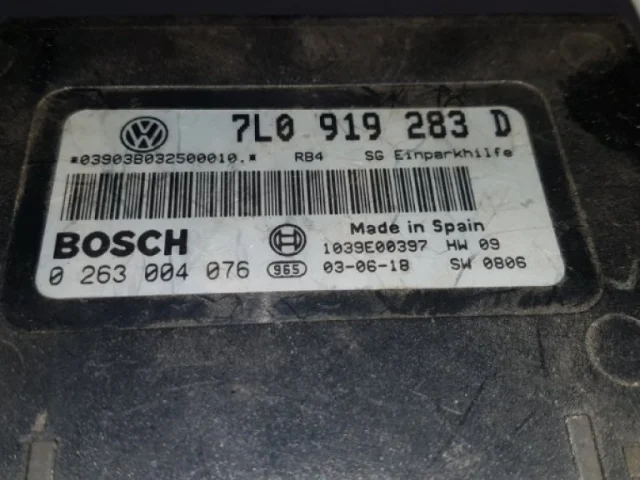 7L0 919 283 D
*03903B032500010.* RB4 SG Einparkhilfe
BOSCH
Made in Spain
1039E00397 HW 09
0 263 004 076 965 03-06-18 SW 0806